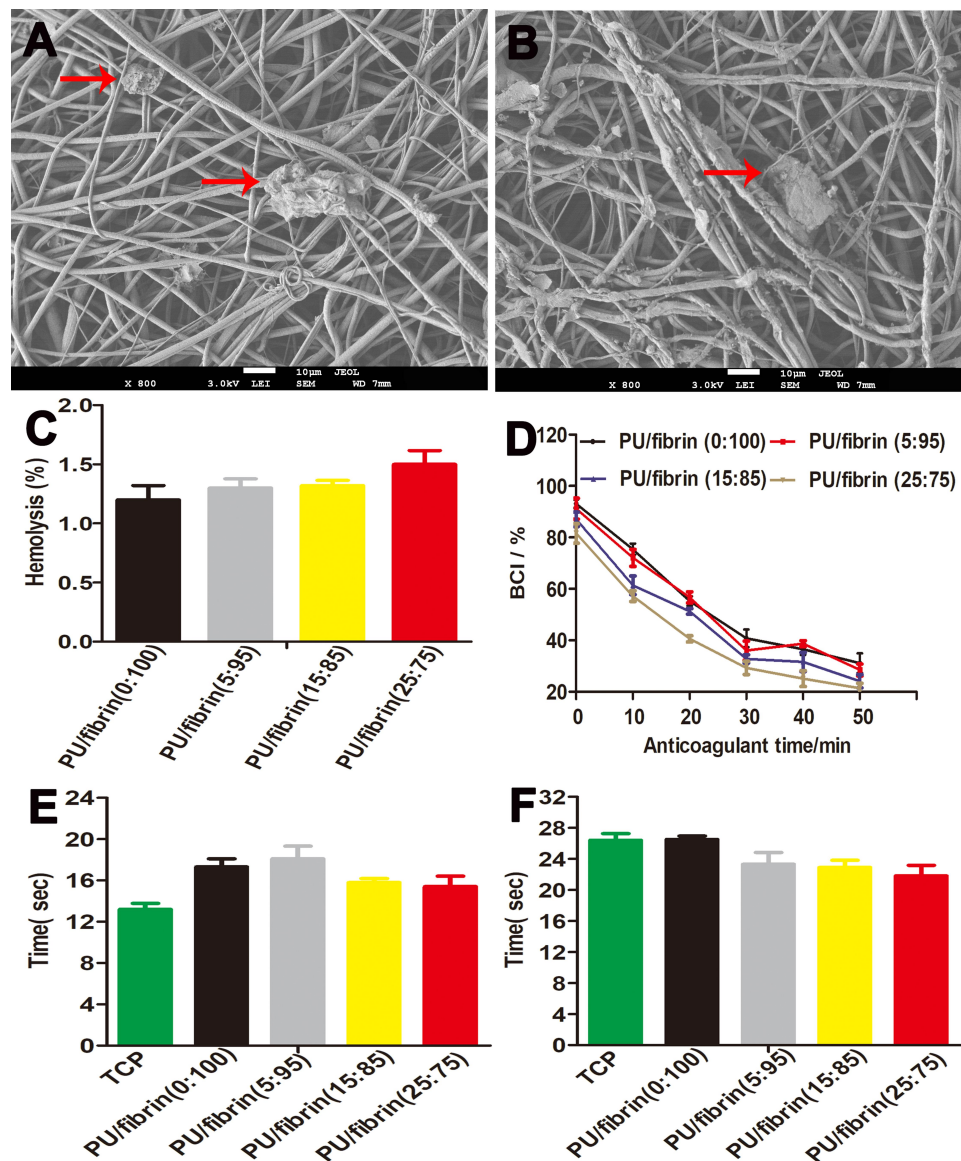 A
B
10µm JEOL
X 800 3.0kV LEI SEM WD 7mm
10µm JEOL
X 800 3.0kV LEI SEM WD 7mm
C
2.0
1.5
1.0
0.5
0.0
Hemolysis (%)
PU/fibrin(0:100)
PU/fibrin(5:95)
PU/fibrin(15:85)
PU/fibrin(25:75)
D
PU/fibrin (0:100) PU/fibrin (5:95)
PU/fibrin (15:85) PU/fibrin (25:75)
120
100
80
60
40
20
BCI / %
0 10 20 30 40 50
Anticoagulant time/min
E
24
20
16
12
8
4
0
Time( sec)
TCP
PU/fibrin(0:100)
PU/fibrin(5:95)
PU/fibrin(15:85)
PU/fibrin(25:75)
F
32
28
24
20
16
12
8
4
0
Time( sec)
TCP
PU/fibrin(0:100)
PU/fibrin(5:95)
PU/fibrin(15:85)
PU/fibrin(25:75)